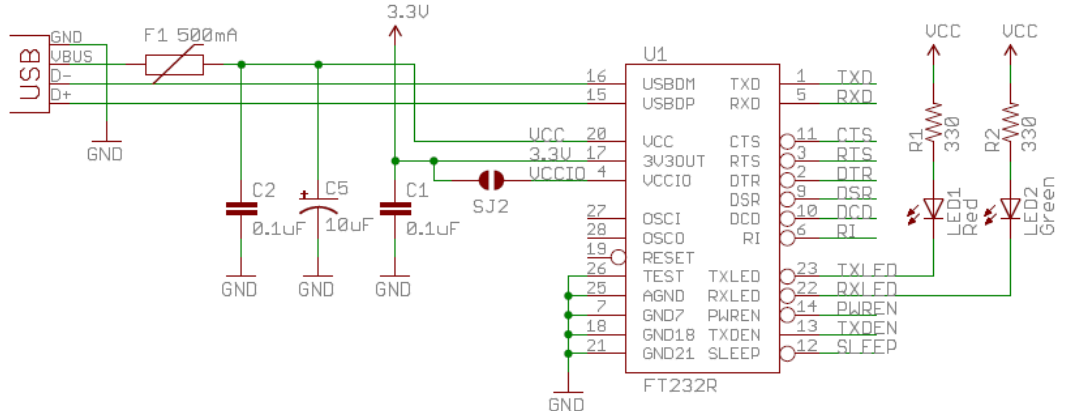 3.3V
USB
GND
VBUS
D-
D+
F1 500mA
GND
C2
0.1uF
GND
C5
10uF
GND
C1
0.1uF
GND
SJ2
VCC
3.3V
VCCIO
U1
16 USBDM TXD 1 TXD
15 USBDP RXD 5 RXD
20 VCC CTS 11 CTS
17 3V3OUT RTS 3 RTS
4 VCCIO DTR 2 DTR
DSR 9 DSR
27 OSCI DCD 10 DCD
28 OSCO RI 6 RI
19 RESET
26 TEST TXLED 23 TXLED
25 AGND RXLED 22 RXLED
7 GND7 PWREN 14 PWREN
18 GND18 TXDEN 13 TXDEN
21 GND21 SLEEP 12 SLEEP
FT232R
GND
VCC
R1
330
LED1
Red
VCC
R2
330
LED2
Green